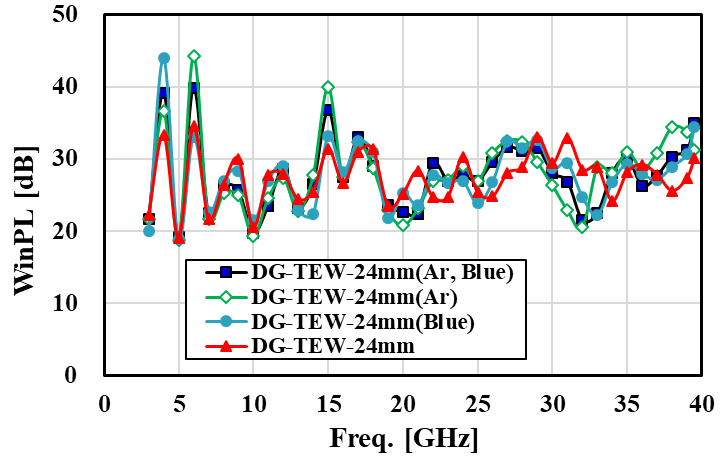 50
40
30
20
10
0
WinPL [dB]
DG-TEW-24mm(Ar, Blue)
DG-TEW-24mm(Ar)
DG-TEW-24mm(Blue)
DG-TEW-24mm
0 5 10 15 20 25 30 35 40
Freq. [GHz]